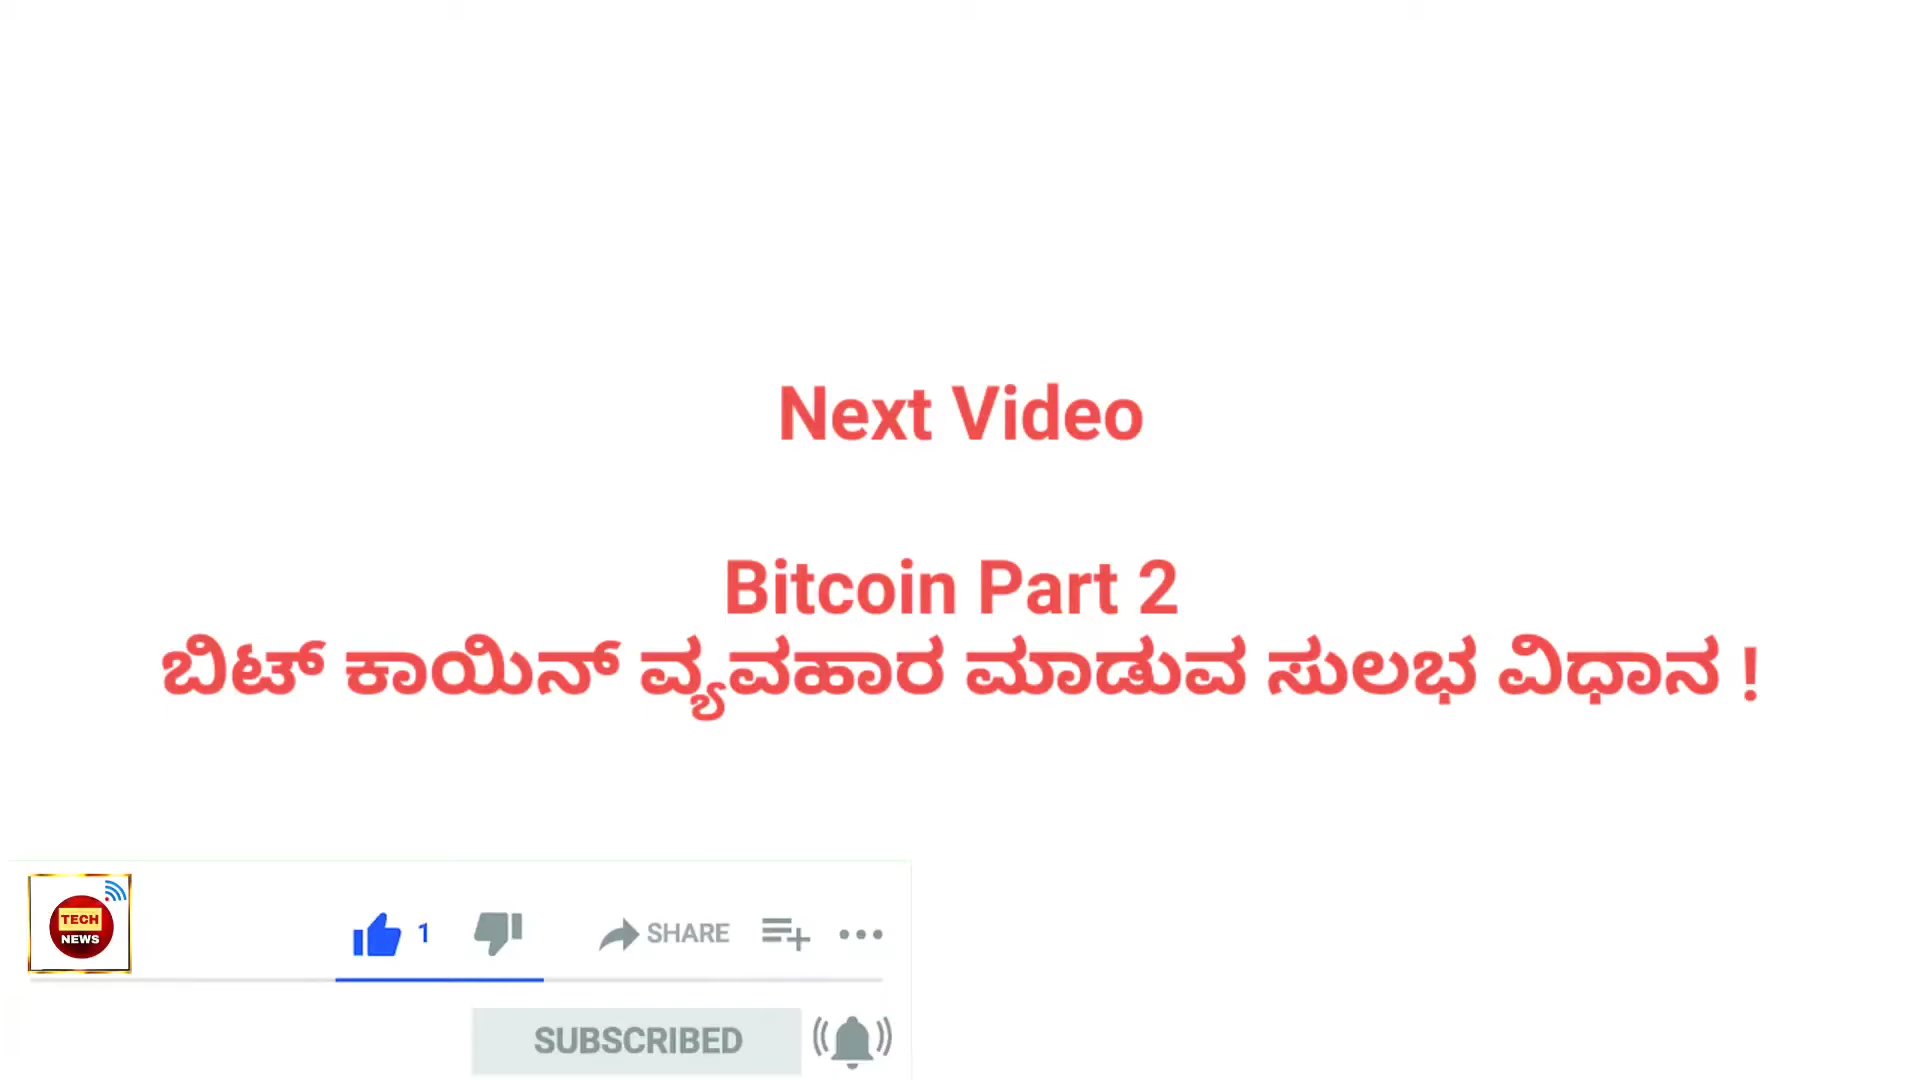 Next Video
Bitcoin Part 2
ಬಿಟ್ ಕಾಯಿನ್ ವ್ಯವಹಾರ ಮಾಡುವ ಸುಲಭ ವಿಧಾನ !
TECH
NEWS
1
SHARE
SUBSCRIBED